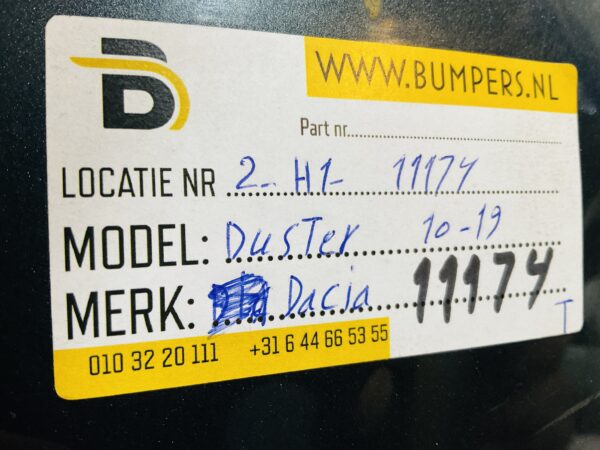 B
WWW.BUMPERS.NL
Part nr.
LOCATIE NR 2-H1- 11174
MODEL: Duster 10-19
MERK: Dacia 11174
T
010 32 20 111 +31 6 44 66 53 55